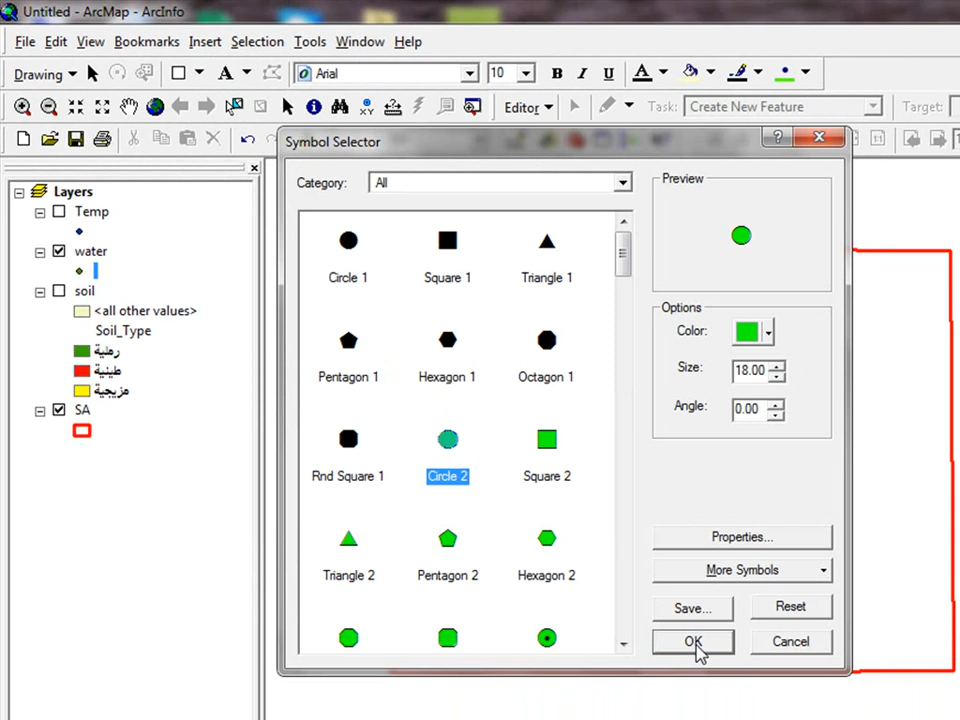 Untitled - ArcMap - ArcInfo
File Edit View Bookmarks Insert Selection Tools Window Help
Drawing A Arial 10 B I U A
Editor Task: Create New Feature Target:
Symbol Selector
Layers
Temp
water
soil
<all other values>
Soil_Type
رطبة
طينية
مزيجية
SA
Category: All
Circle 1 Square 1 Triangle 1
Pentagon 1 Hexagon 1 Octagon 1
Rnd Square 1 Circle 2 Square 2
Triangle 2 Pentagon 2 Hexagon 2
Preview
Options
Color:
Size: 18.00
Angle: 0.00
Properties...
More Symbols
Save... Reset
OK Cancel
1:1